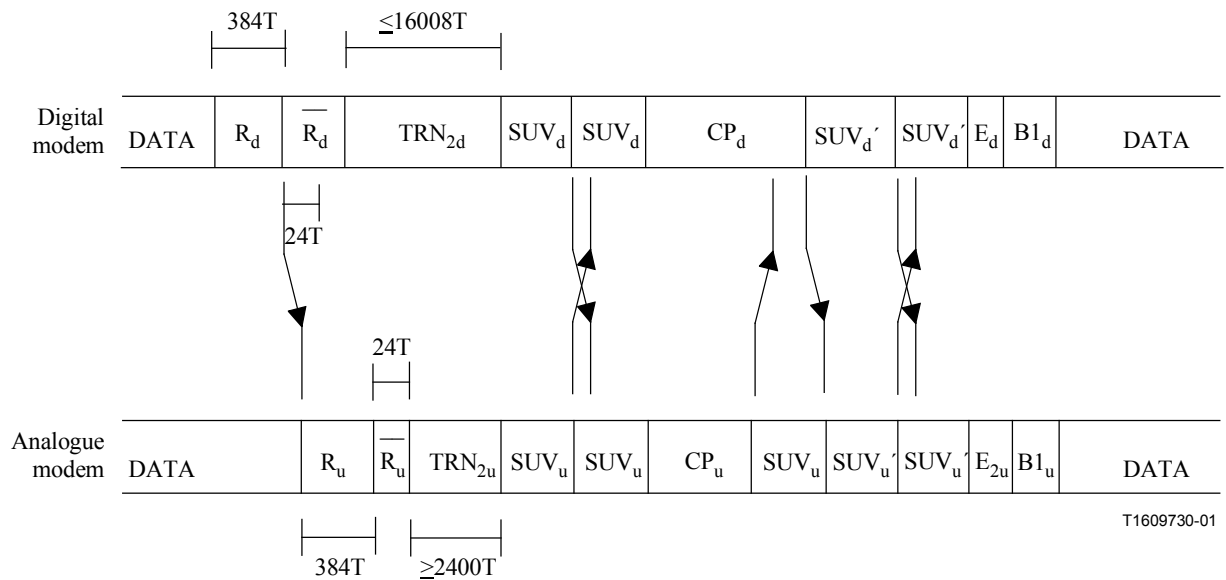 384T
≤16008T
Digital modem
DATA R_d R̅_d TRN_2d SUV_d SUV_d CP_d SUV_d´ SUV_d´ E_d B1_d DATA
24T
24T
Analogue modem
DATA R_u R̅_u TRN_2u SUV_u SUV_u CP_u SUV_u SUV_u´ SUV_u´ E_2u B1_u DATA
T1609730-01
384T
≥2400T